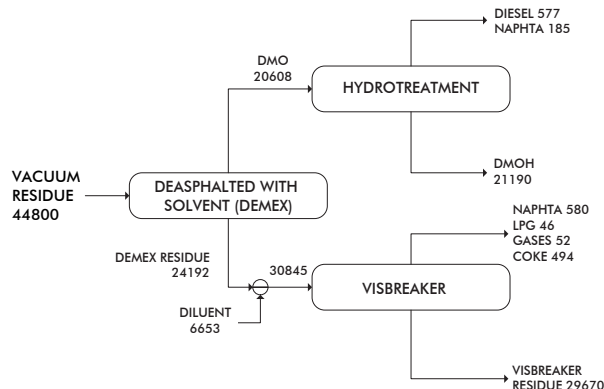 DIESEL 577
NAPHTA 185
DMO
20608
HYDROTREATMENT
DMOH
21190
VACUUM
RESIDUE
44800
DEASPHALTED WITH
SOLVENT (DEMEX)
NAPHTA 580
LPG 46
GASES 52
COKE 494
DEMEX RESIDUE
24192
30845
VISBREAKER
DILUENT
6653
VISBREAKER
RESIDUE 29670